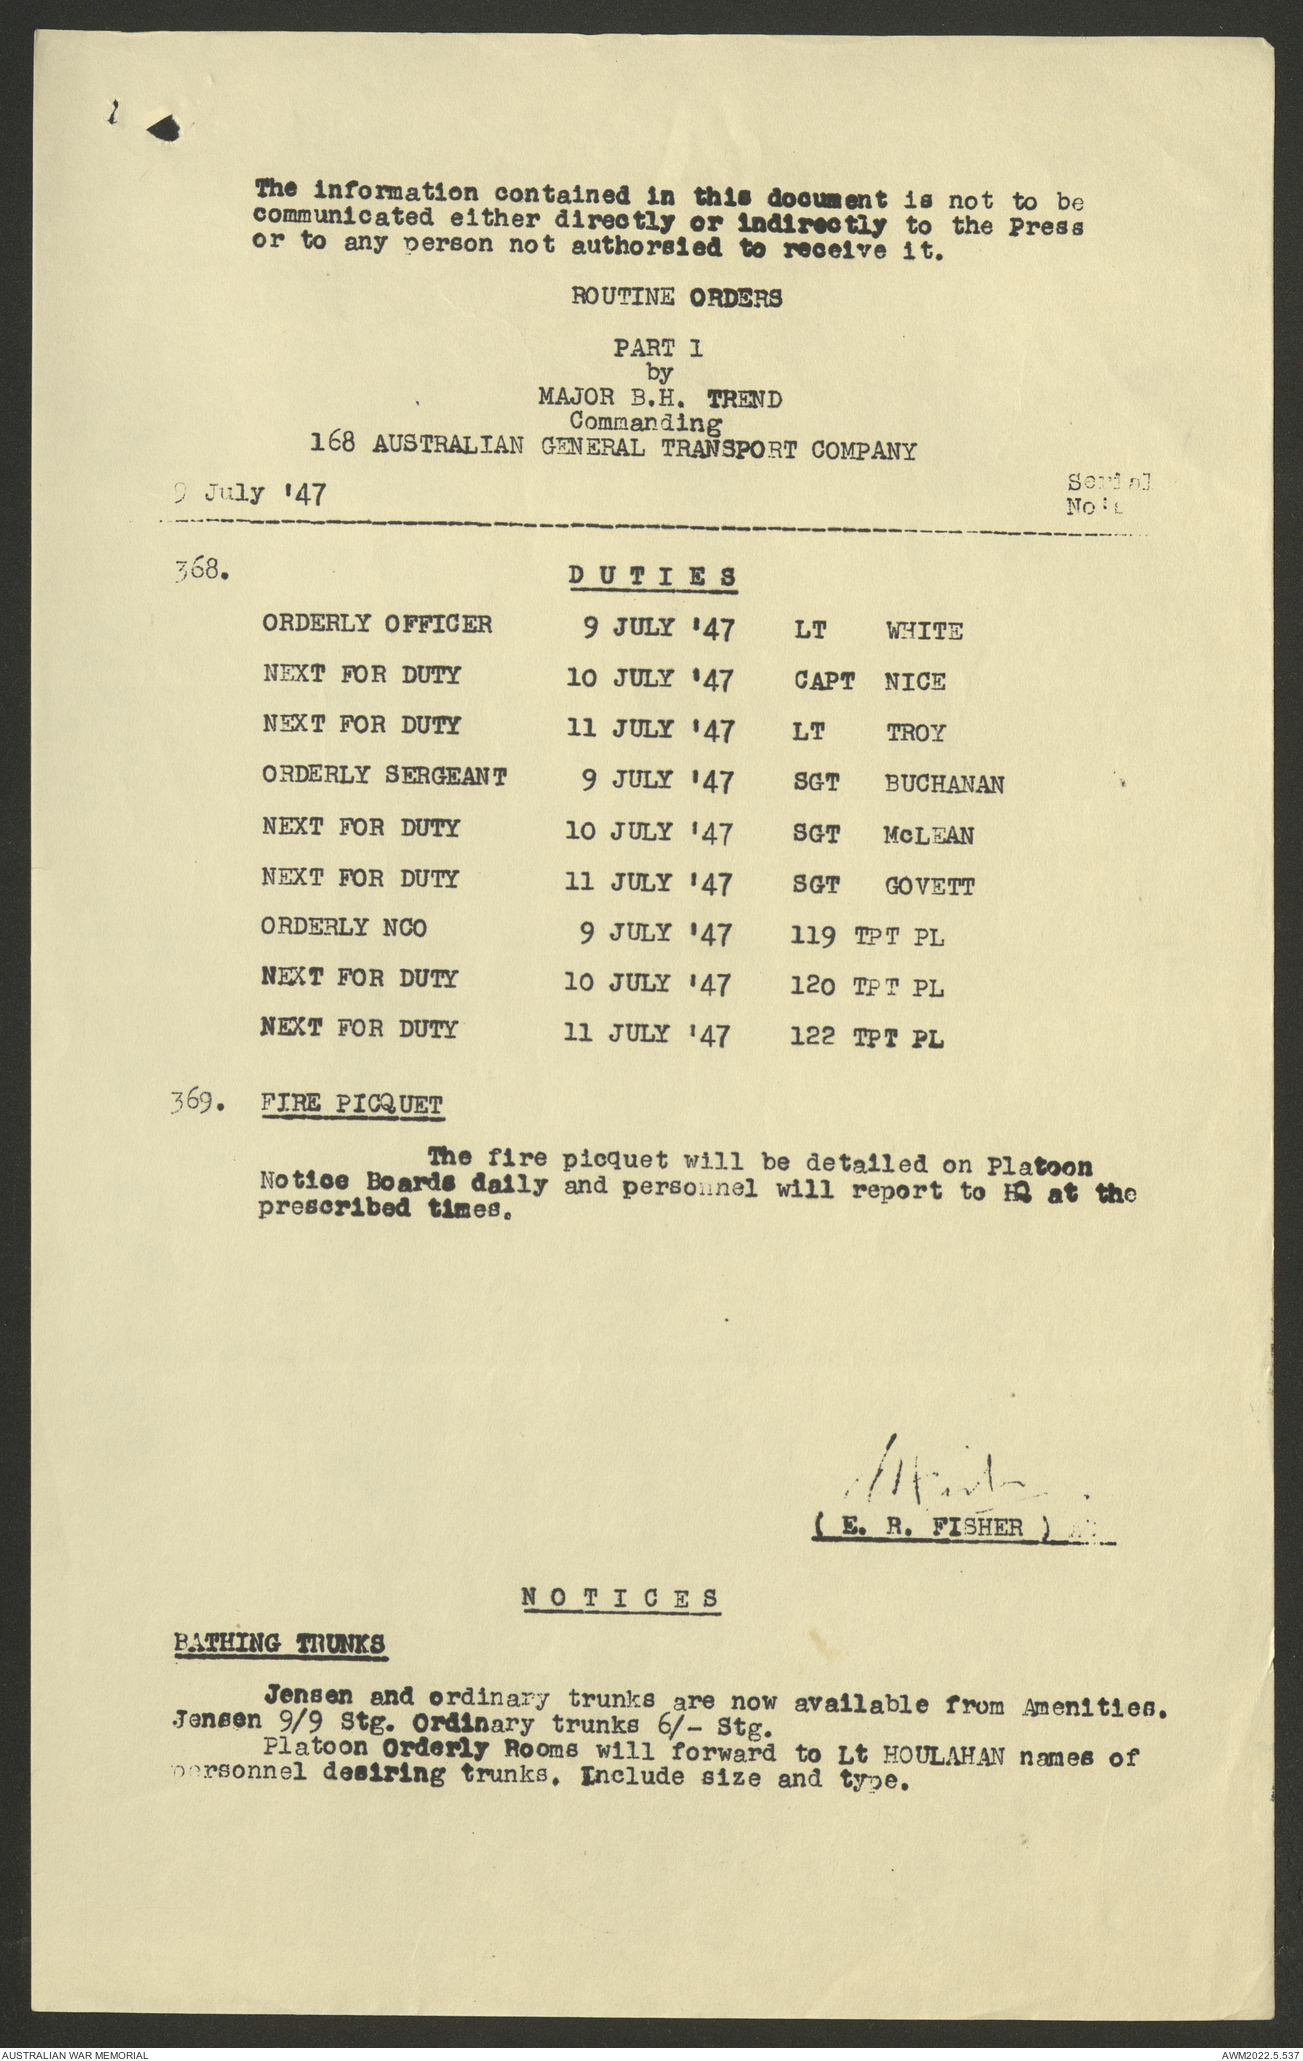 The information contained in this document is not to be
communicated either directly or indirectly to the Press
or to any person not authorsied to receive it.
ROUTINE ORDERS
PART 1
by
MAJOR B.H. TREND
Commanding
168 AUSTRALIAN GENERAL TRANSPORT COMPANY
9 July '47
Serial
No's
368. DUTIES
ORDERLY OFFICER 9 JULY '47 LT WHITE
NEXT FOR DUTY 10 JULY '47 CAPT NICE
NEXT FOR DUTY 11 JULY '47 LT TROY
ORDERLY SERGEANT 9 JULY '47 SGT BUCHANAN
NEXT FOR DUTY 10 JULY '47 SGT McLEAN
NEXT FOR DUTY 11 JULY '47 SGT GOVETT
ORDERLY NCO 9 JULY '47 119 TPT PL
NEXT FOR DUTY 10 JULY '47 120 TPT PL
NEXT FOR DUTY 11 JULY '47 122 TPT PL
369. FIRE PICQUET
The fire picquet will be detailed on Platoon
Notice Boards daily and personnel will report to HQ at the
prescribed times.
( E. R. FISHER )
NOTICES
BATHING TRUNKS
Jensen and ordinary trunks are now available from Amenities.
Jensen 9/9 Stg. Ordinary trunks 6/- Stg.
Platoon Orderly Rooms will forward to Lt HOULAHAN names of
personnel desiring trunks. Include size and type.
AUSTRALIAN WAR MEMORIAL
AWM2022.5.537